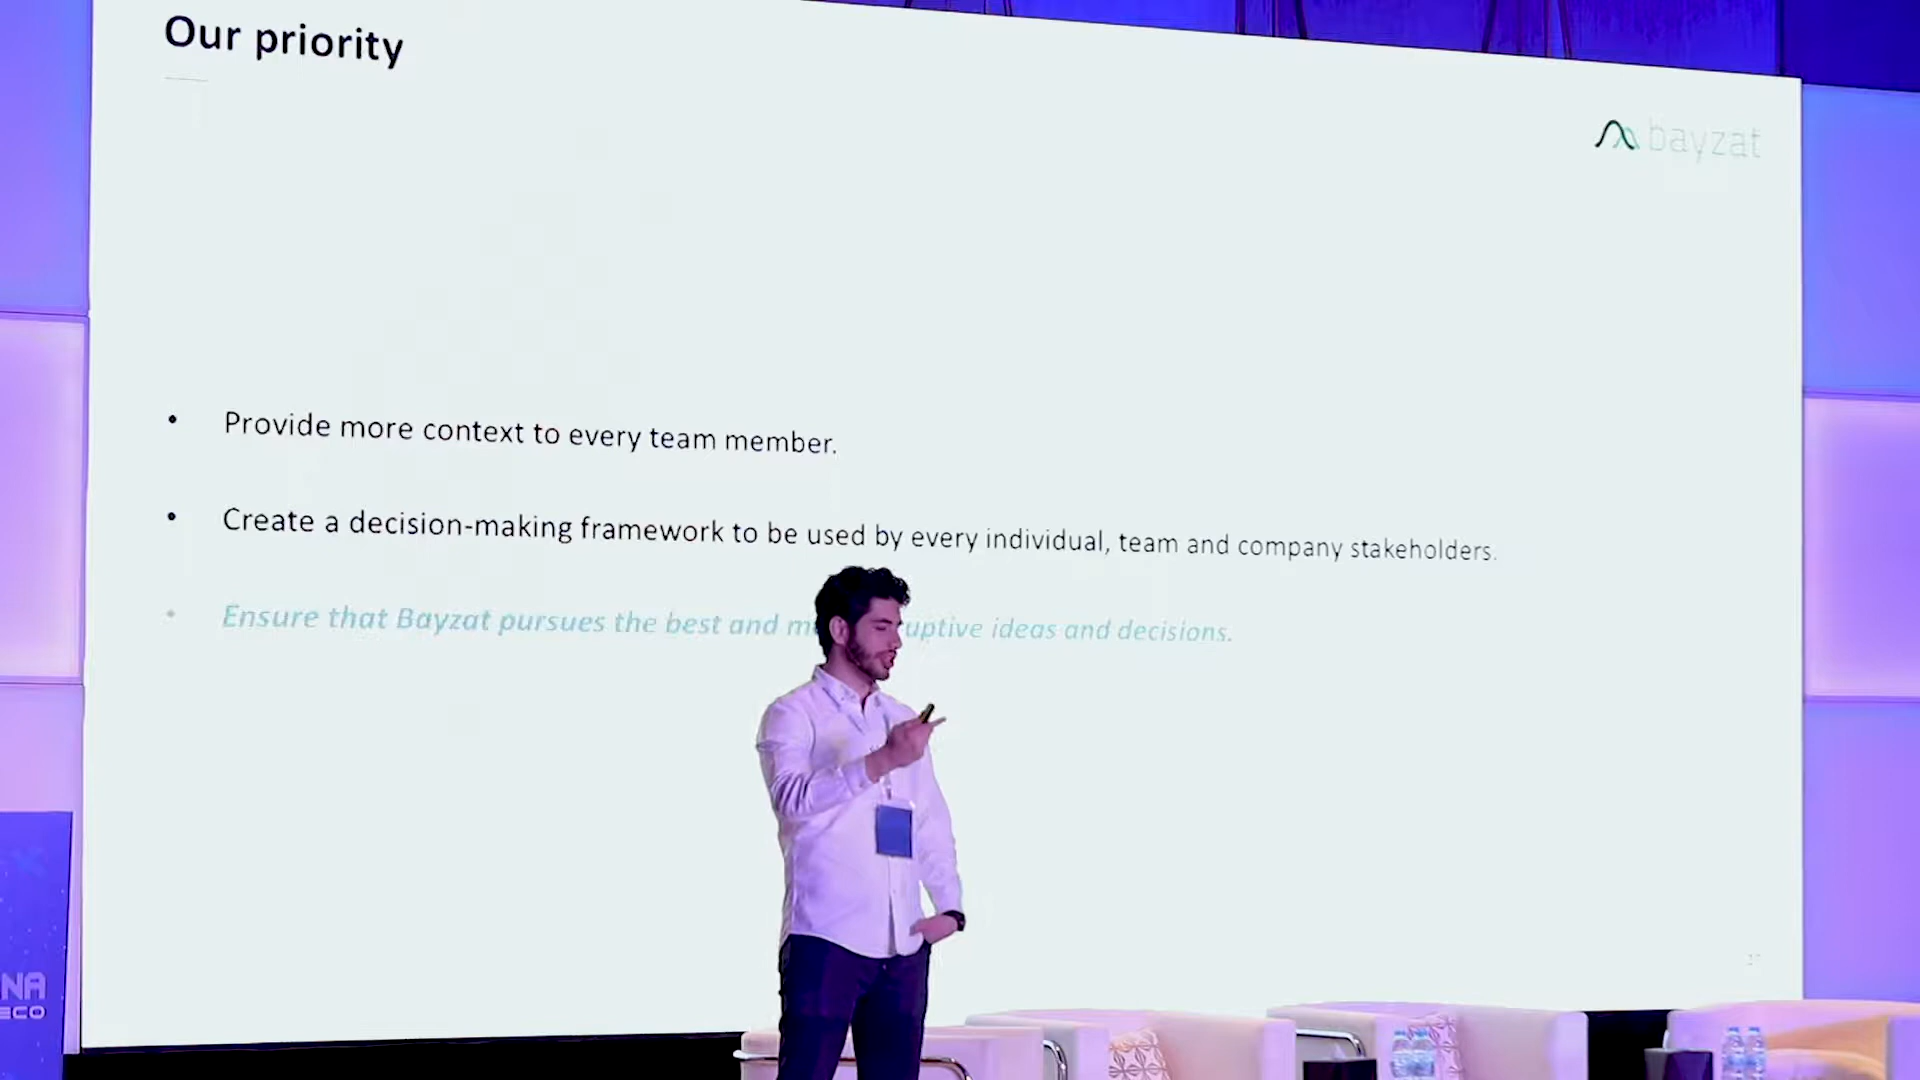 Our priority
bayzat
• Provide more context to every team member.
• Create a decision-making framework to be used by every individual, team and company stakeholders.
• Ensure that Bayzat pursues the best and uptive ideas and decisions.
NA
ECO